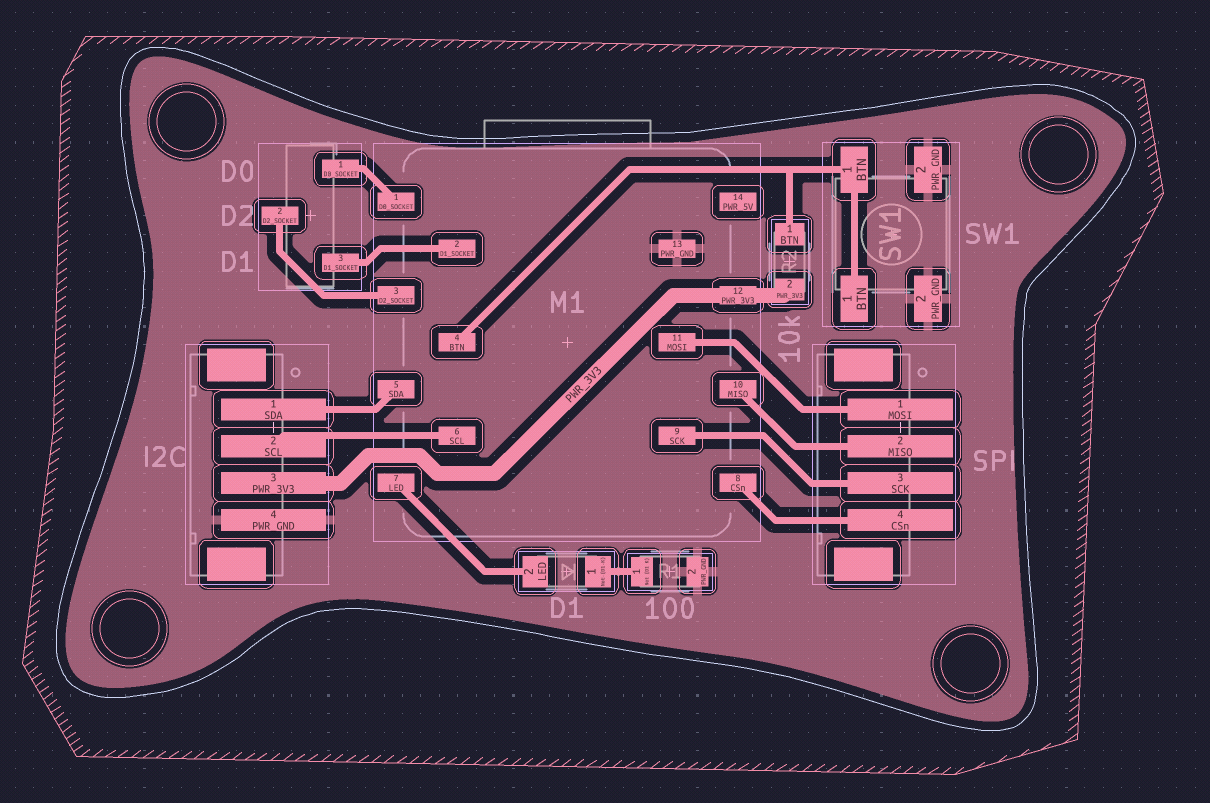 D0
1
D0_SOCKET
1
D0_SOCKET
D2
2
D2_SOCKET
D1
3
D1_SOCKET
2
D1_SOCKET
3
D2_SOCKET
14
PWR_5V
13
PWR_GND
12
PWR_3V3
1
BTN
R2
2
PWR_3V3
10k
1
BTN
2
PWR_GND
SW1
SW1
1
BTN
2
PWR_GND
M1
4
BTN
11
MOSI
PWR_3V3
5
SDA
10
MISO
6
SCL
9
SCK
7
LED
8
CSn
I2C
1
SDA
2
SCL
3
PWR_3V3
4
PWR_GND
SPI
1
MOSI
2
MISO
3
SCK
4
CSn
2
LED
1
D1
1
R1
2
PWR_GND
100